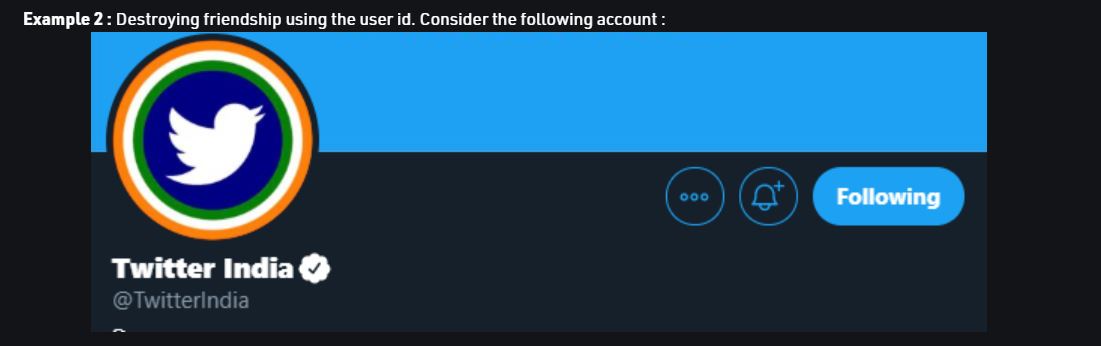 Example 2 : Destroying friendship using the user id. Consider the following account :
Following
Twitter India
@TwitterIndia